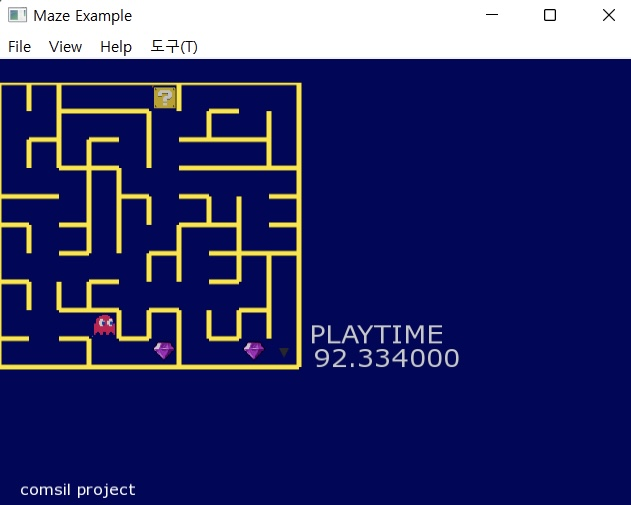 Maze Example
File View Help 도구(T)
?
PLAYTIME
92.334000
comsil project